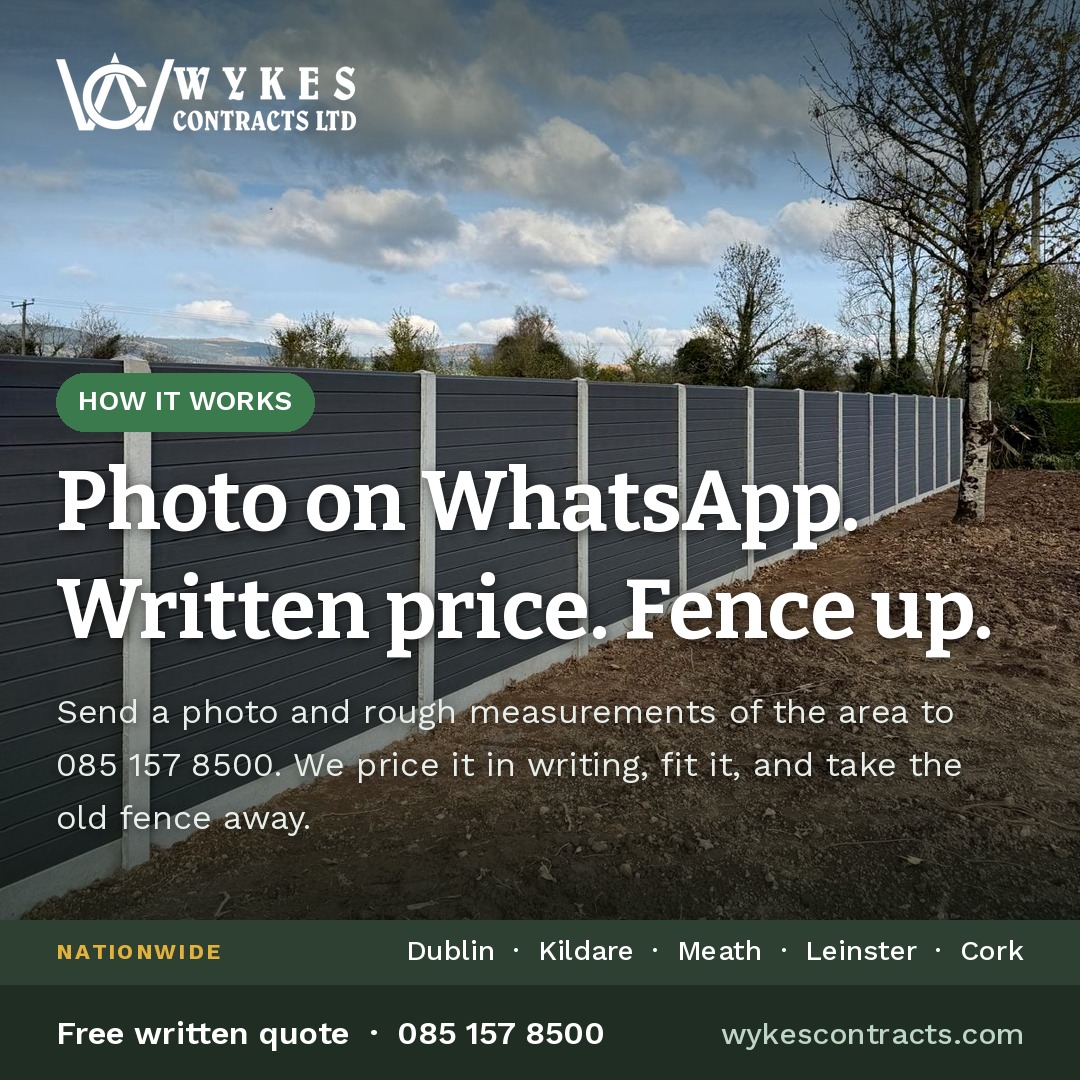 WYKES
CONTRACTS LTD
HOW IT WORKS
Photo on WhatsApp.
Written price. Fence up.
Send a photo and rough measurements of the area to
085 157 8500. We price it in writing, fit it, and take the
old fence away.
NATIONWIDE Dublin · Kildare · Meath · Leinster · Cork
Free written quote · 085 157 8500 wykescontracts.com